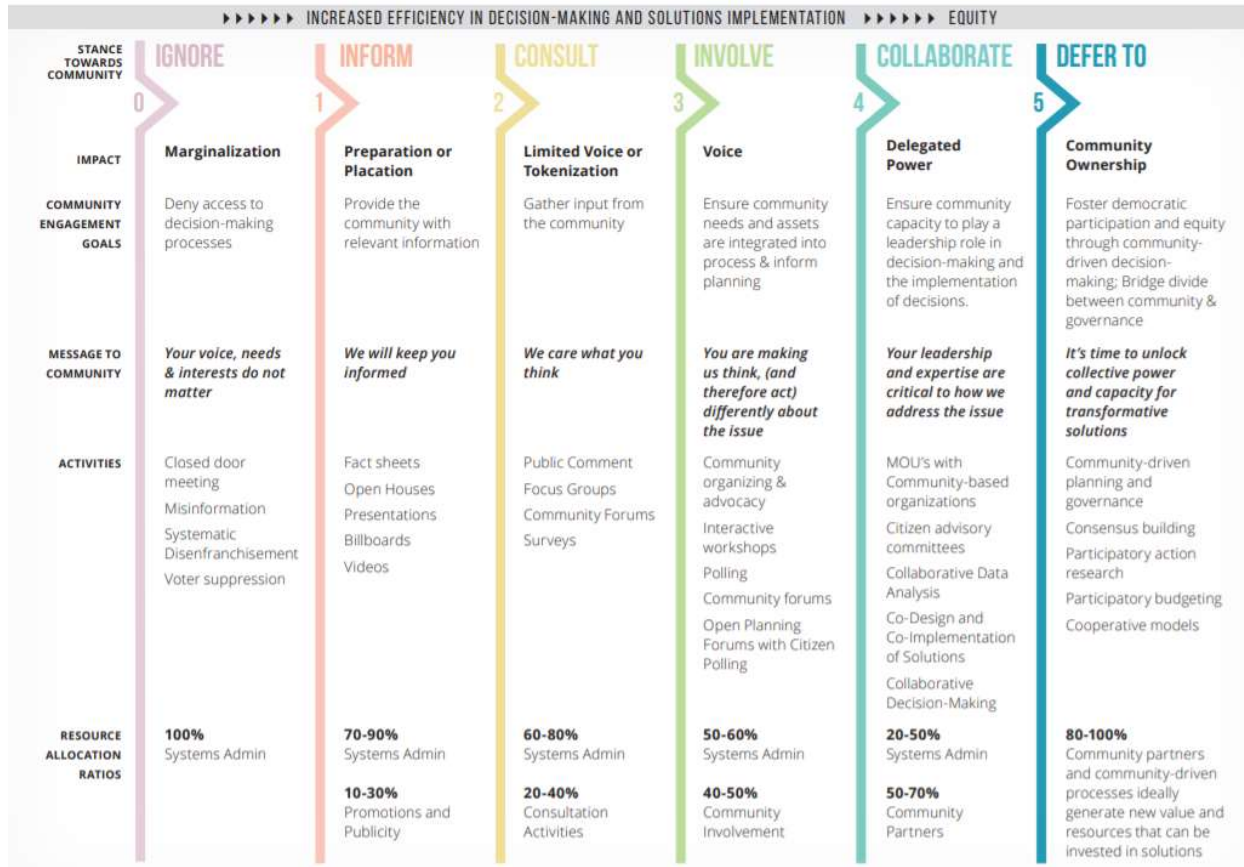 INCREASED EFFICIENCY IN DECISION-MAKING AND SOLUTIONS IMPLEMENTATION EQUITY
STANCE
TOWARDS
COMMUNITY
IGNORE
INFORM
CONSULT
INVOLVE
COLLABORATE
DEFER TO
0
1
2
3
4
5
IMPACT
Marginalization
Preparation or
Placation
Limited Voice or
Tokenization
Voice
Delegated
Power
Community
Ownership
COMMUNITY
ENGAGEMENT
GOALS
Deny access to
decision-making
processes
Provide the
community with
relevant information
Gather input from
the community
Ensure community
needs and assets
are integrated into
process & inform
planning
Ensure community
capacity to play a
leadership role in
decision-making and
the implementation
of decisions.
Foster democratic
participation and equity
through community-
driven decision-
making; Bridge divide
between community &
governance
MESSAGE TO
COMMUNITY
Your voice, needs
& interests do not
matter
We will keep you
informed
We care what you
think
You are making
us think, (and
therefore act)
differently about
the issue
Your leadership
and expertise are
critical to how we
address the issue
It's time to unlock
collective power
and capacity for
transformative
solutions
ACTIVITIES
Closed door
meeting
Misinformation
Systematic
Disenfranchisement
Voter suppression
Fact sheets
Open Houses
Presentations
Billboards
Videos
Public Comment
Focus Groups
Community Forums
Surveys
Community
organizing &
advocacy
Interactive
workshops
Polling
Community forums
Open Planning
Forums with Citizen
Polling
MOU's with
Community-based
organizations
Citizen advisory
committees
Collaborative Data
Analysis
Co-Design and
Co-Implementation
of Solutions
Collaborative
Decision-Making
Community-driven
planning and
governance
Consensus building
Participatory action
research
Participatory budgeting
Cooperative models
RESOURCE
ALLOCATION
RATIOS
100%
Systems Admin
70-90%
Systems Admin
10-30%
Promotions and
Publicity
60-80%
Systems Admin
20-40%
Consultation
Activities
50-60%
Systems Admin
40-50%
Community
Involvement
20-50%
Systems Admin
50-70%
Community
Partners
80-100%
Community partners
and community-driven
processes ideally
generate new value and
resources that can be
invested in solutions